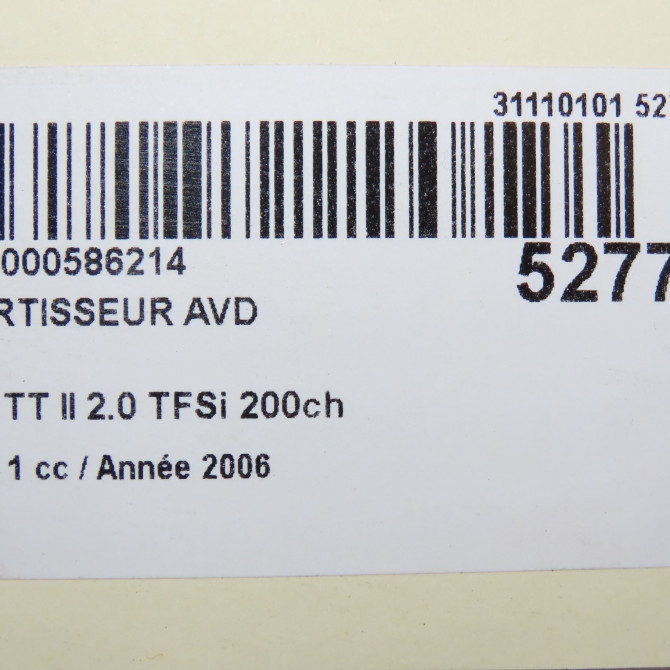 31110101 527
000586214
5277
RTISSEUR AVD
TT II 2.0 TFSi 200ch
1 cc / Année 2006